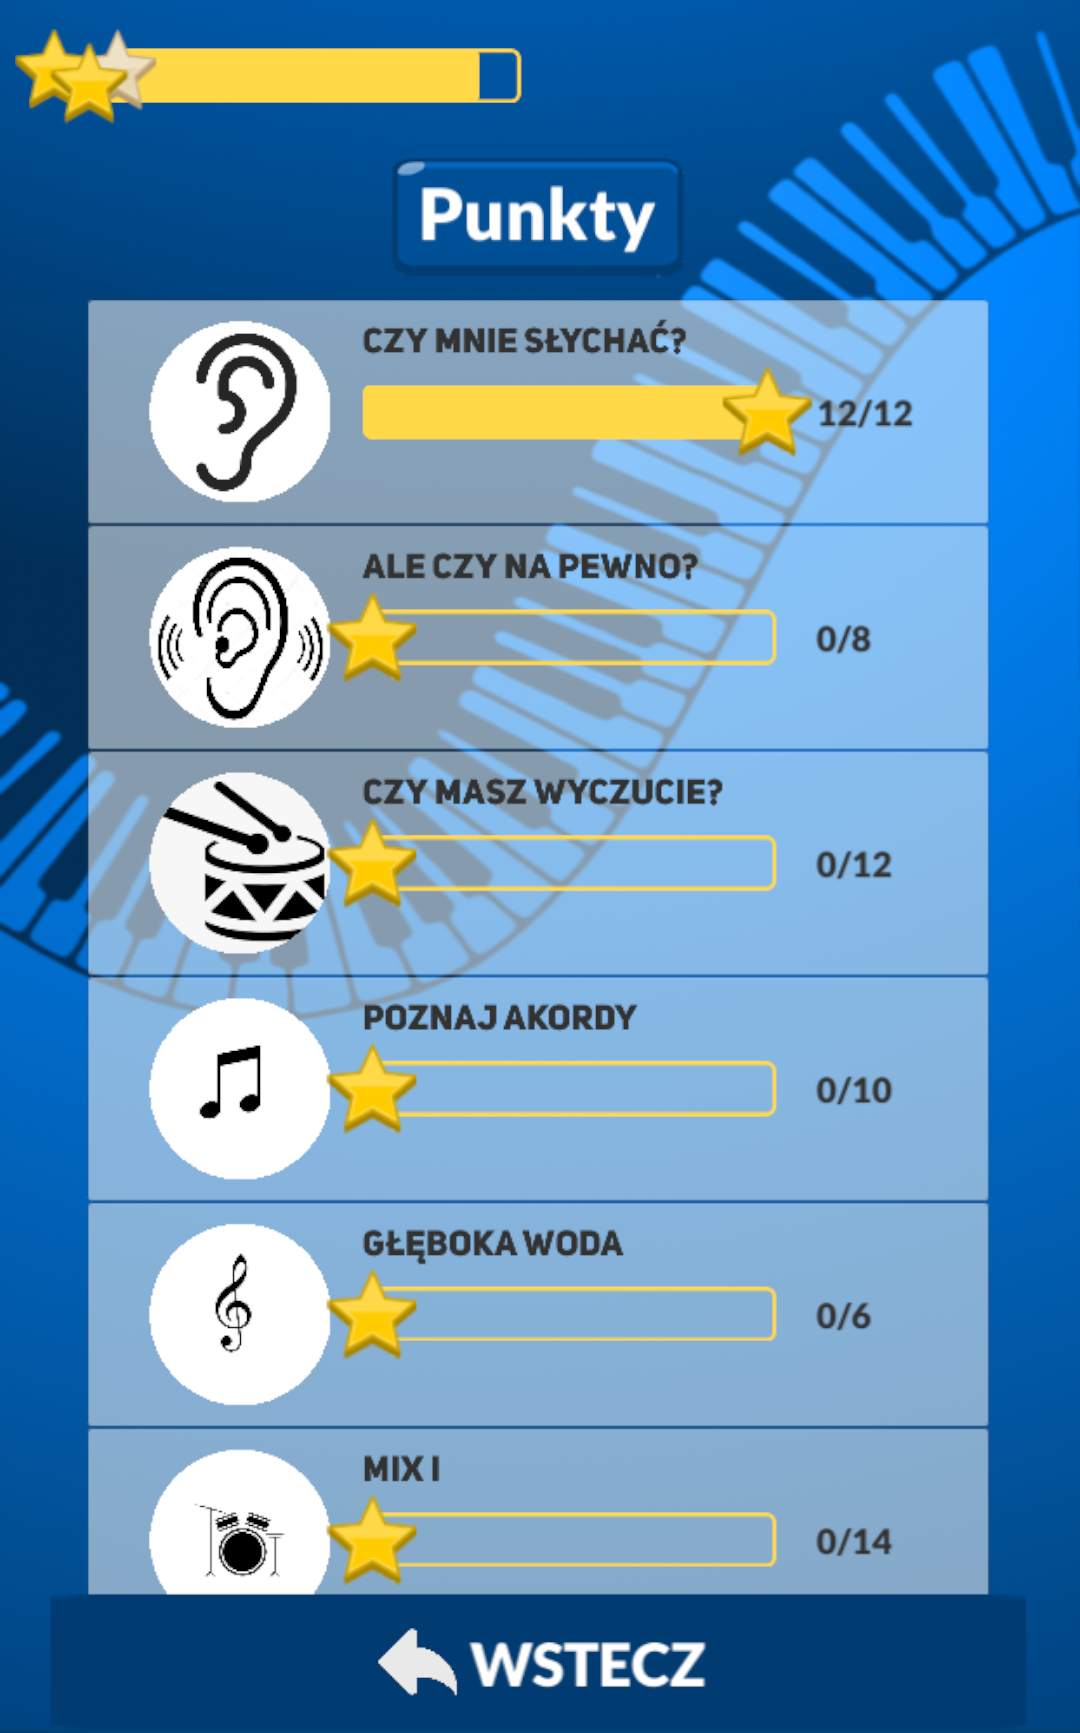 Punkty
CZY MNIE SŁYCHAĆ?
12/12
ALE CZY NA PEWNO?
0/8
CZY MASZ WYCZUCIE?
0/12
POZNAJ AKORDY
0/10
GŁĘBOKA WODA
0/6
MIX I
0/14
WSTECZ